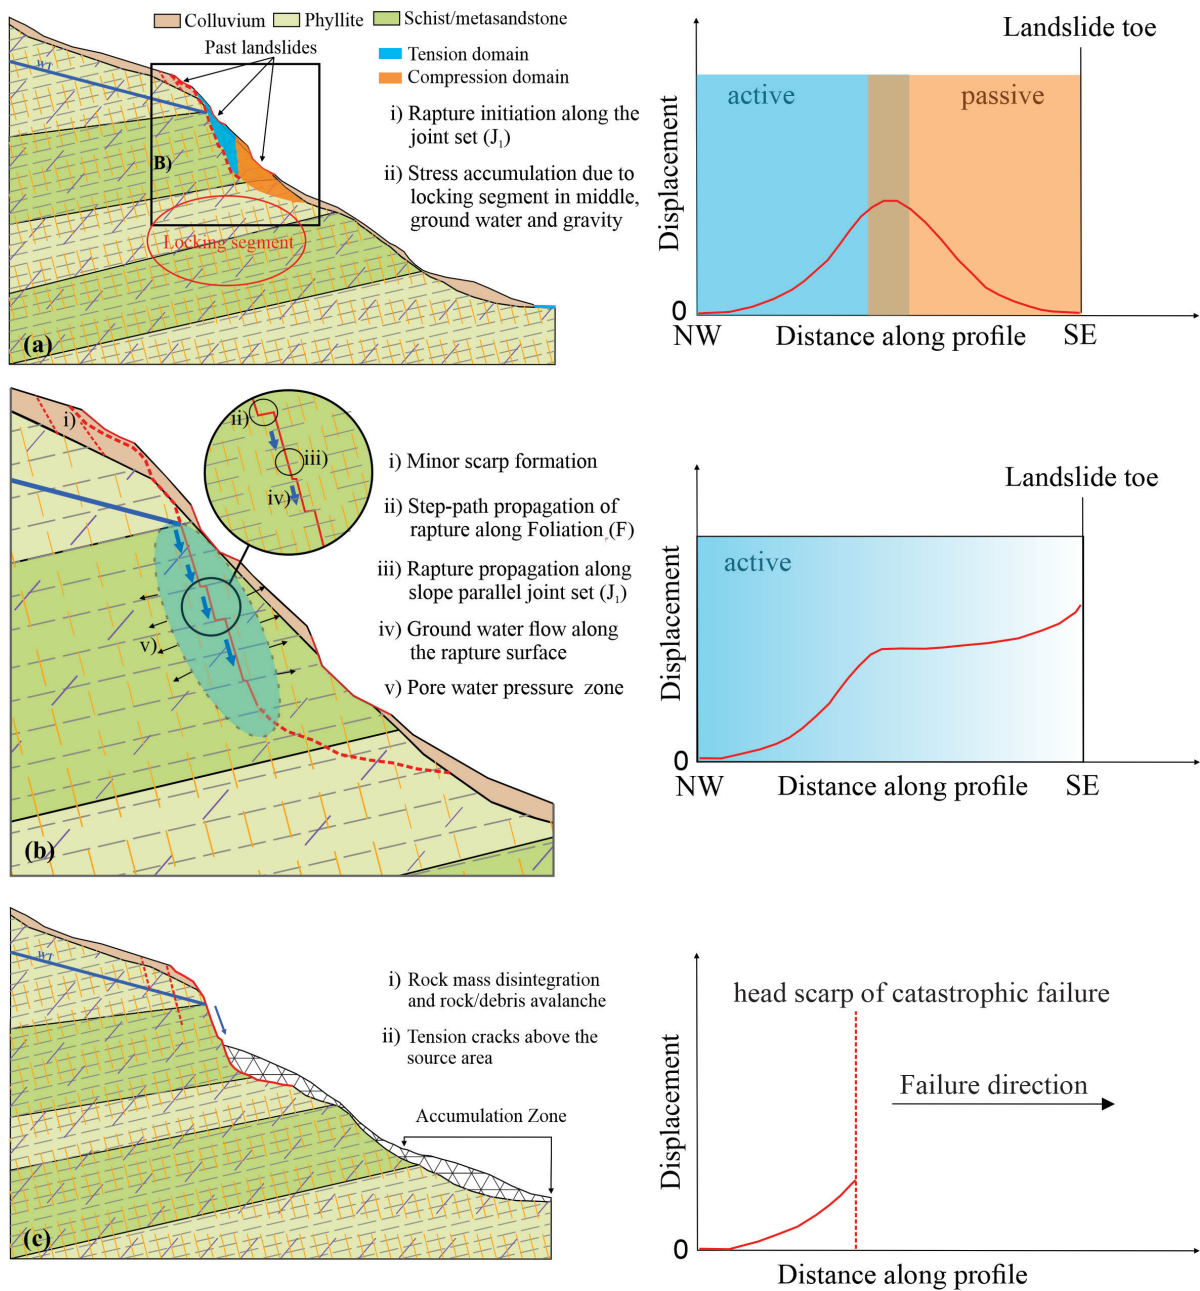 Colluvium
Phyllite
Schist/metasandstone
Past landslides
Tension domain
Compression domain
WT
B)
i) Rapture initiation along the
joint set (J1)
ii) Stress accumulation due to
locking segment in middle,
ground water and gravity
Locking segment
(a)
Landslide toe
active
passive
Displacement
0
NW
Distance along profile
SE
i)
ii)
iii)
iv)
v)
i) Minor scarp formation
ii) Step-path propagation of
rapture along Foliation (F)
iii) Rapture propagation along
slope parallel joint set (J1)
iv) Ground water flow along
the rapture surface
v) Pore water pressure zone
(b)
Landslide toe
active
Displacement
0
NW
Distance along profile
SE
WT
i) Rock mass disintegration
and rock/debris avalanche
ii) Tension cracks above the
source area
Accumulation Zone
(c)
head scarp of catastrophic failure
Failure direction
Displacement
0
Distance along profile